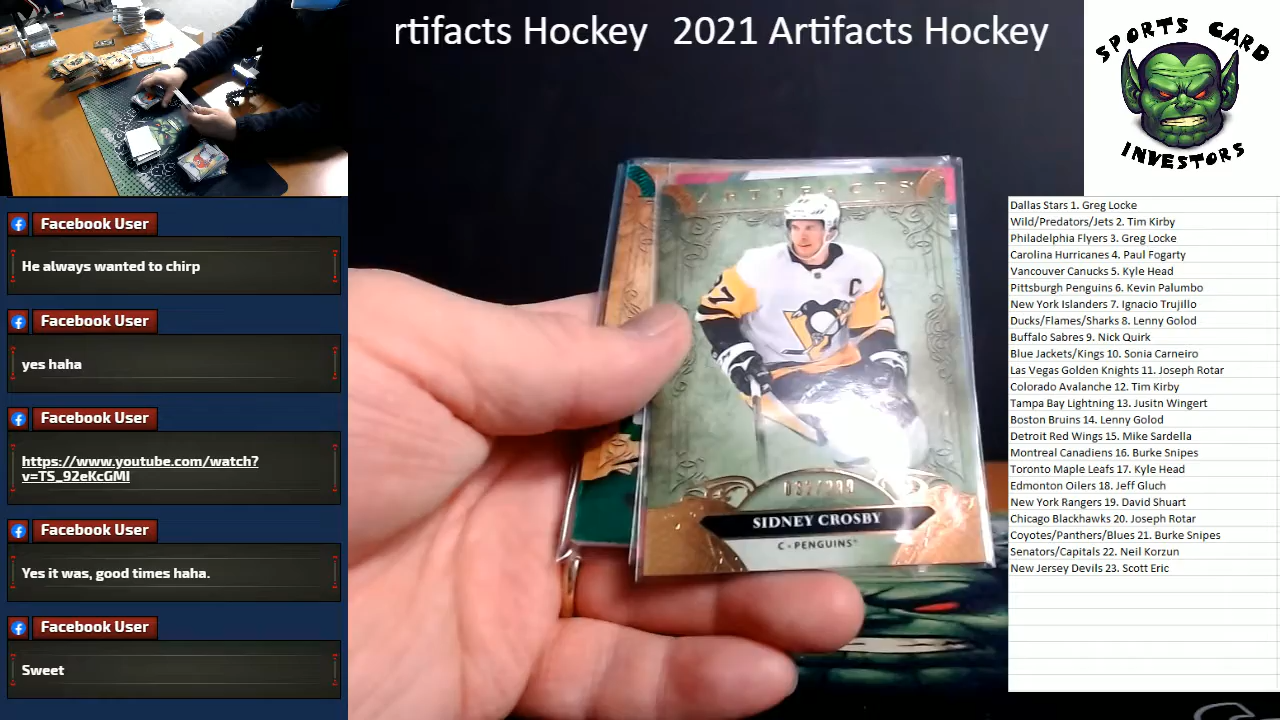 rtifacts Hockey 2021 Artifacts Hockey
SPORTS CARD
INVESTORS
Facebook User
He always wanted to chirp
Facebook User
yes haha
Facebook User
https://www.youtube.com/watch?
v=TS_92eKcGMI
Facebook User
Yes it was, good times haha.
Facebook User
Sweet
ARTIFACTS
87
C
SIDNEY CROSBY
C • PENGUINS
Dallas Stars 1. Greg Locke
Wild/Predators/Jets 2. Tim Kirby
Philadelphia Flyers 3. Greg Locke
Carolina Hurricanes 4. Paul Fogarty
Vancouver Canucks 5. Kyle Head
Pittsburgh Penguins 6. Kevin Palumbo
New York Islanders 7. Ignacio Trujillo
Ducks/Flames/Sharks 8. Lenny Golod
Buffalo Sabres 9. Nick Quirk
Blue Jackets/Kings 10. Sonia Carneiro
Las Vegas Golden Knights 11. Joseph Rotar
Colorado Avalanche 12. Tim Kirby
Tampa Bay Lightning 13. Jusitn Wingert
Boston Bruins 14. Lenny Golod
Detroit Red Wings 15. Mike Sardella
Montreal Canadiens 16. Burke Snipes
Toronto Maple Leafs 17. Kyle Head
Edmonton Oilers 18. Jeff Gluch
New York Rangers 19. David Shuart
Chicago Blackhawks 20. Joseph Rotar
Coyotes/Panthers/Blues 21. Burke Snipes
Senators/Capitals 22. Neil Korzun
New Jersey Devils 23. Scott Eric